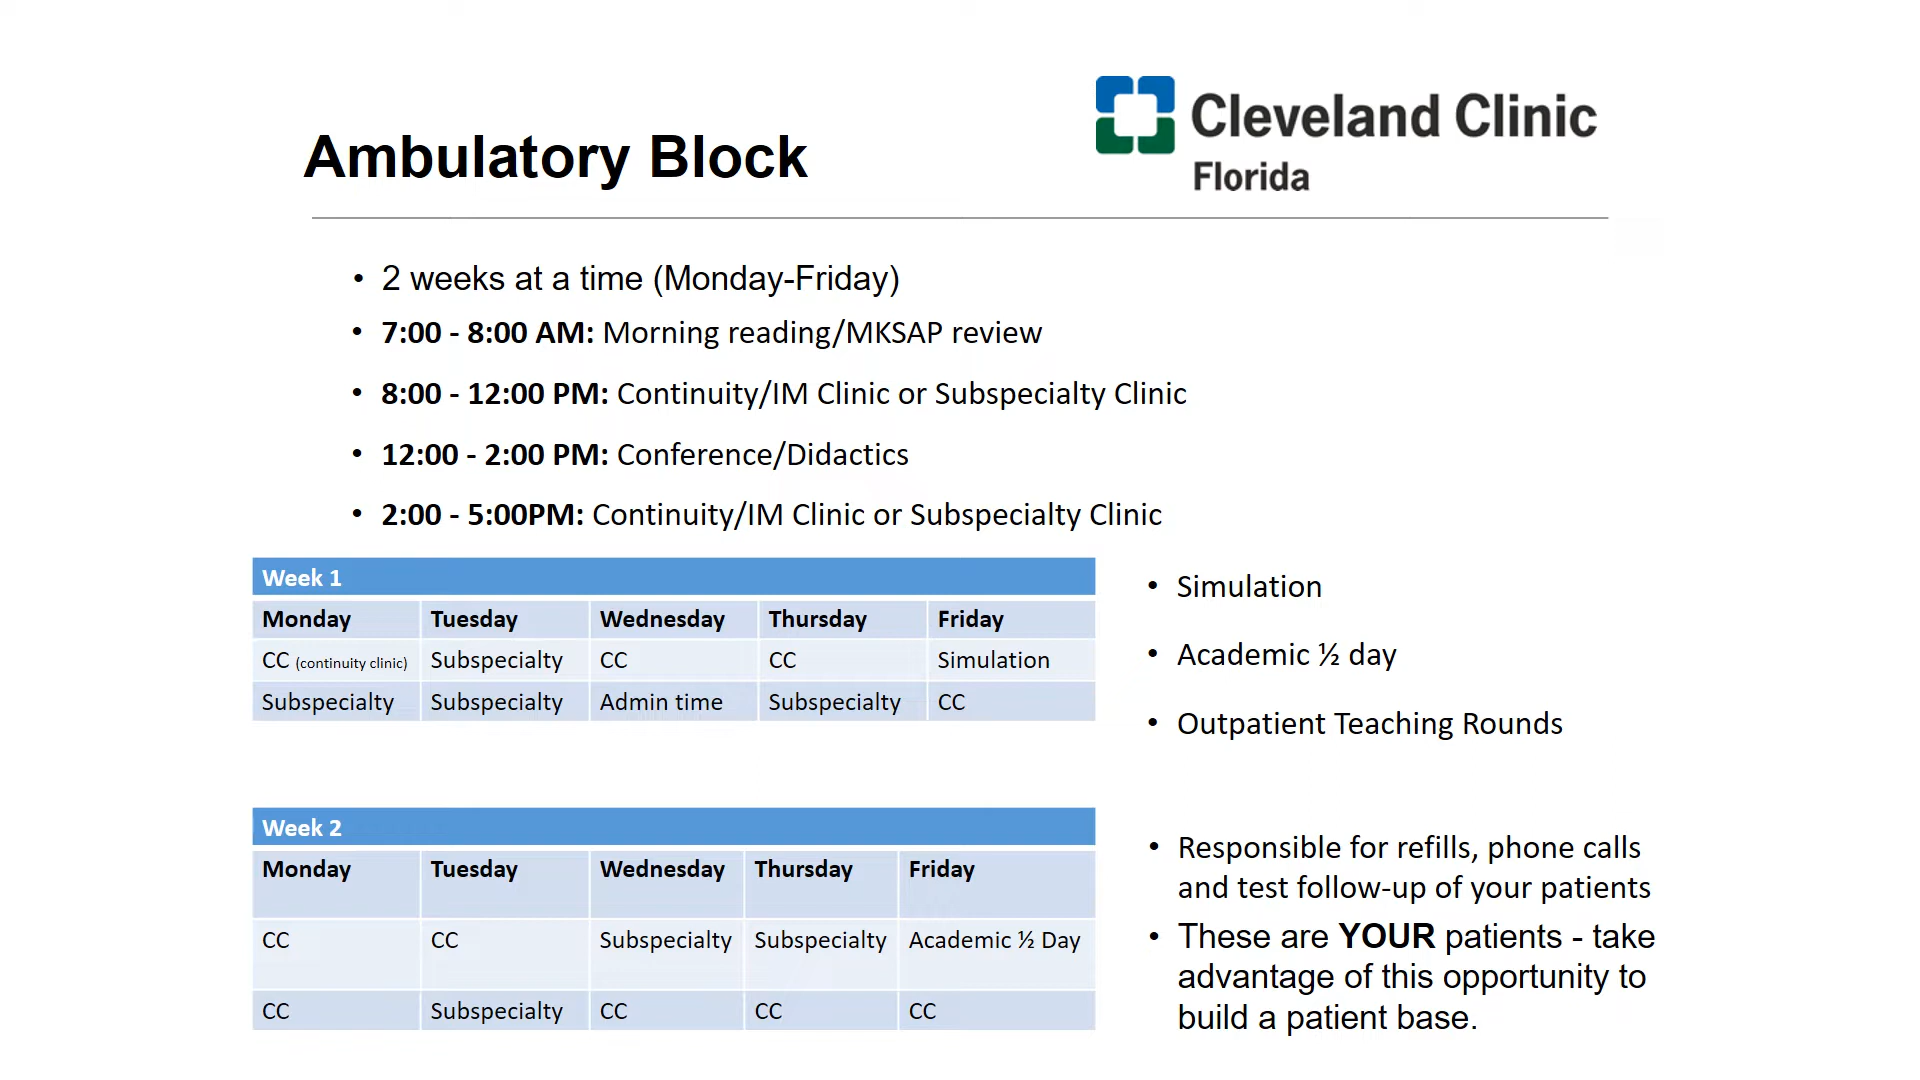 Cleveland Clinic
Florida
Ambulatory Block
• 2 weeks at a time (Monday-Friday)
• 7:00 - 8:00 AM: Morning reading/MKSAP review
• 8:00 - 12:00 PM: Continuity/IM Clinic or Subspecialty Clinic
• 12:00 - 2:00 PM: Conference/Didactics
• 2:00 - 5:00PM: Continuity/IM Clinic or Subspecialty Clinic
Week 1
Monday Tuesday Wednesday Thursday Friday
CC (continuity clinic) Subspecialty CC CC Simulation
Subspecialty Subspecialty Admin time Subspecialty CC
• Simulation
• Academic ½ day
• Outpatient Teaching Rounds
Week 2
Monday Tuesday Wednesday Thursday Friday
CC CC Subspecialty Subspecialty Academic ½ Day
CC Subspecialty CC CC CC
• Responsible for refills, phone calls
and test follow-up of your patients
• These are YOUR patients - take
advantage of this opportunity to
build a patient base.